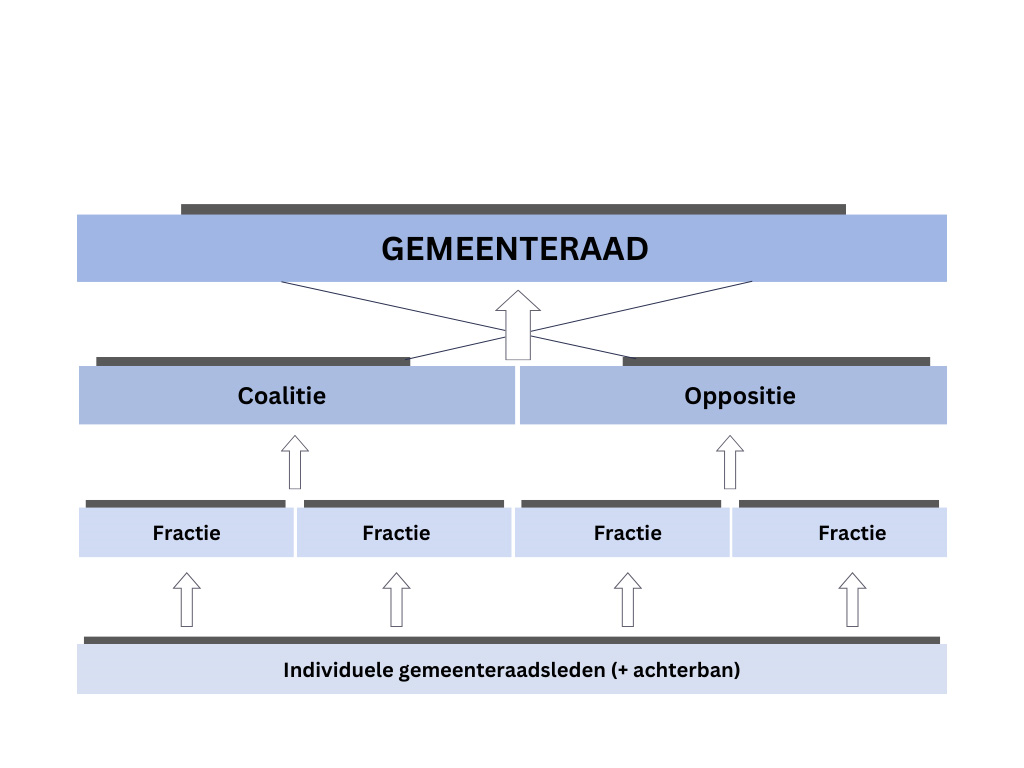 GEMEENTERAAD
Coalitie
Oppositie
Fractie
Fractie
Fractie
Fractie
Individuele gemeenteraadsleden (+ achterban)